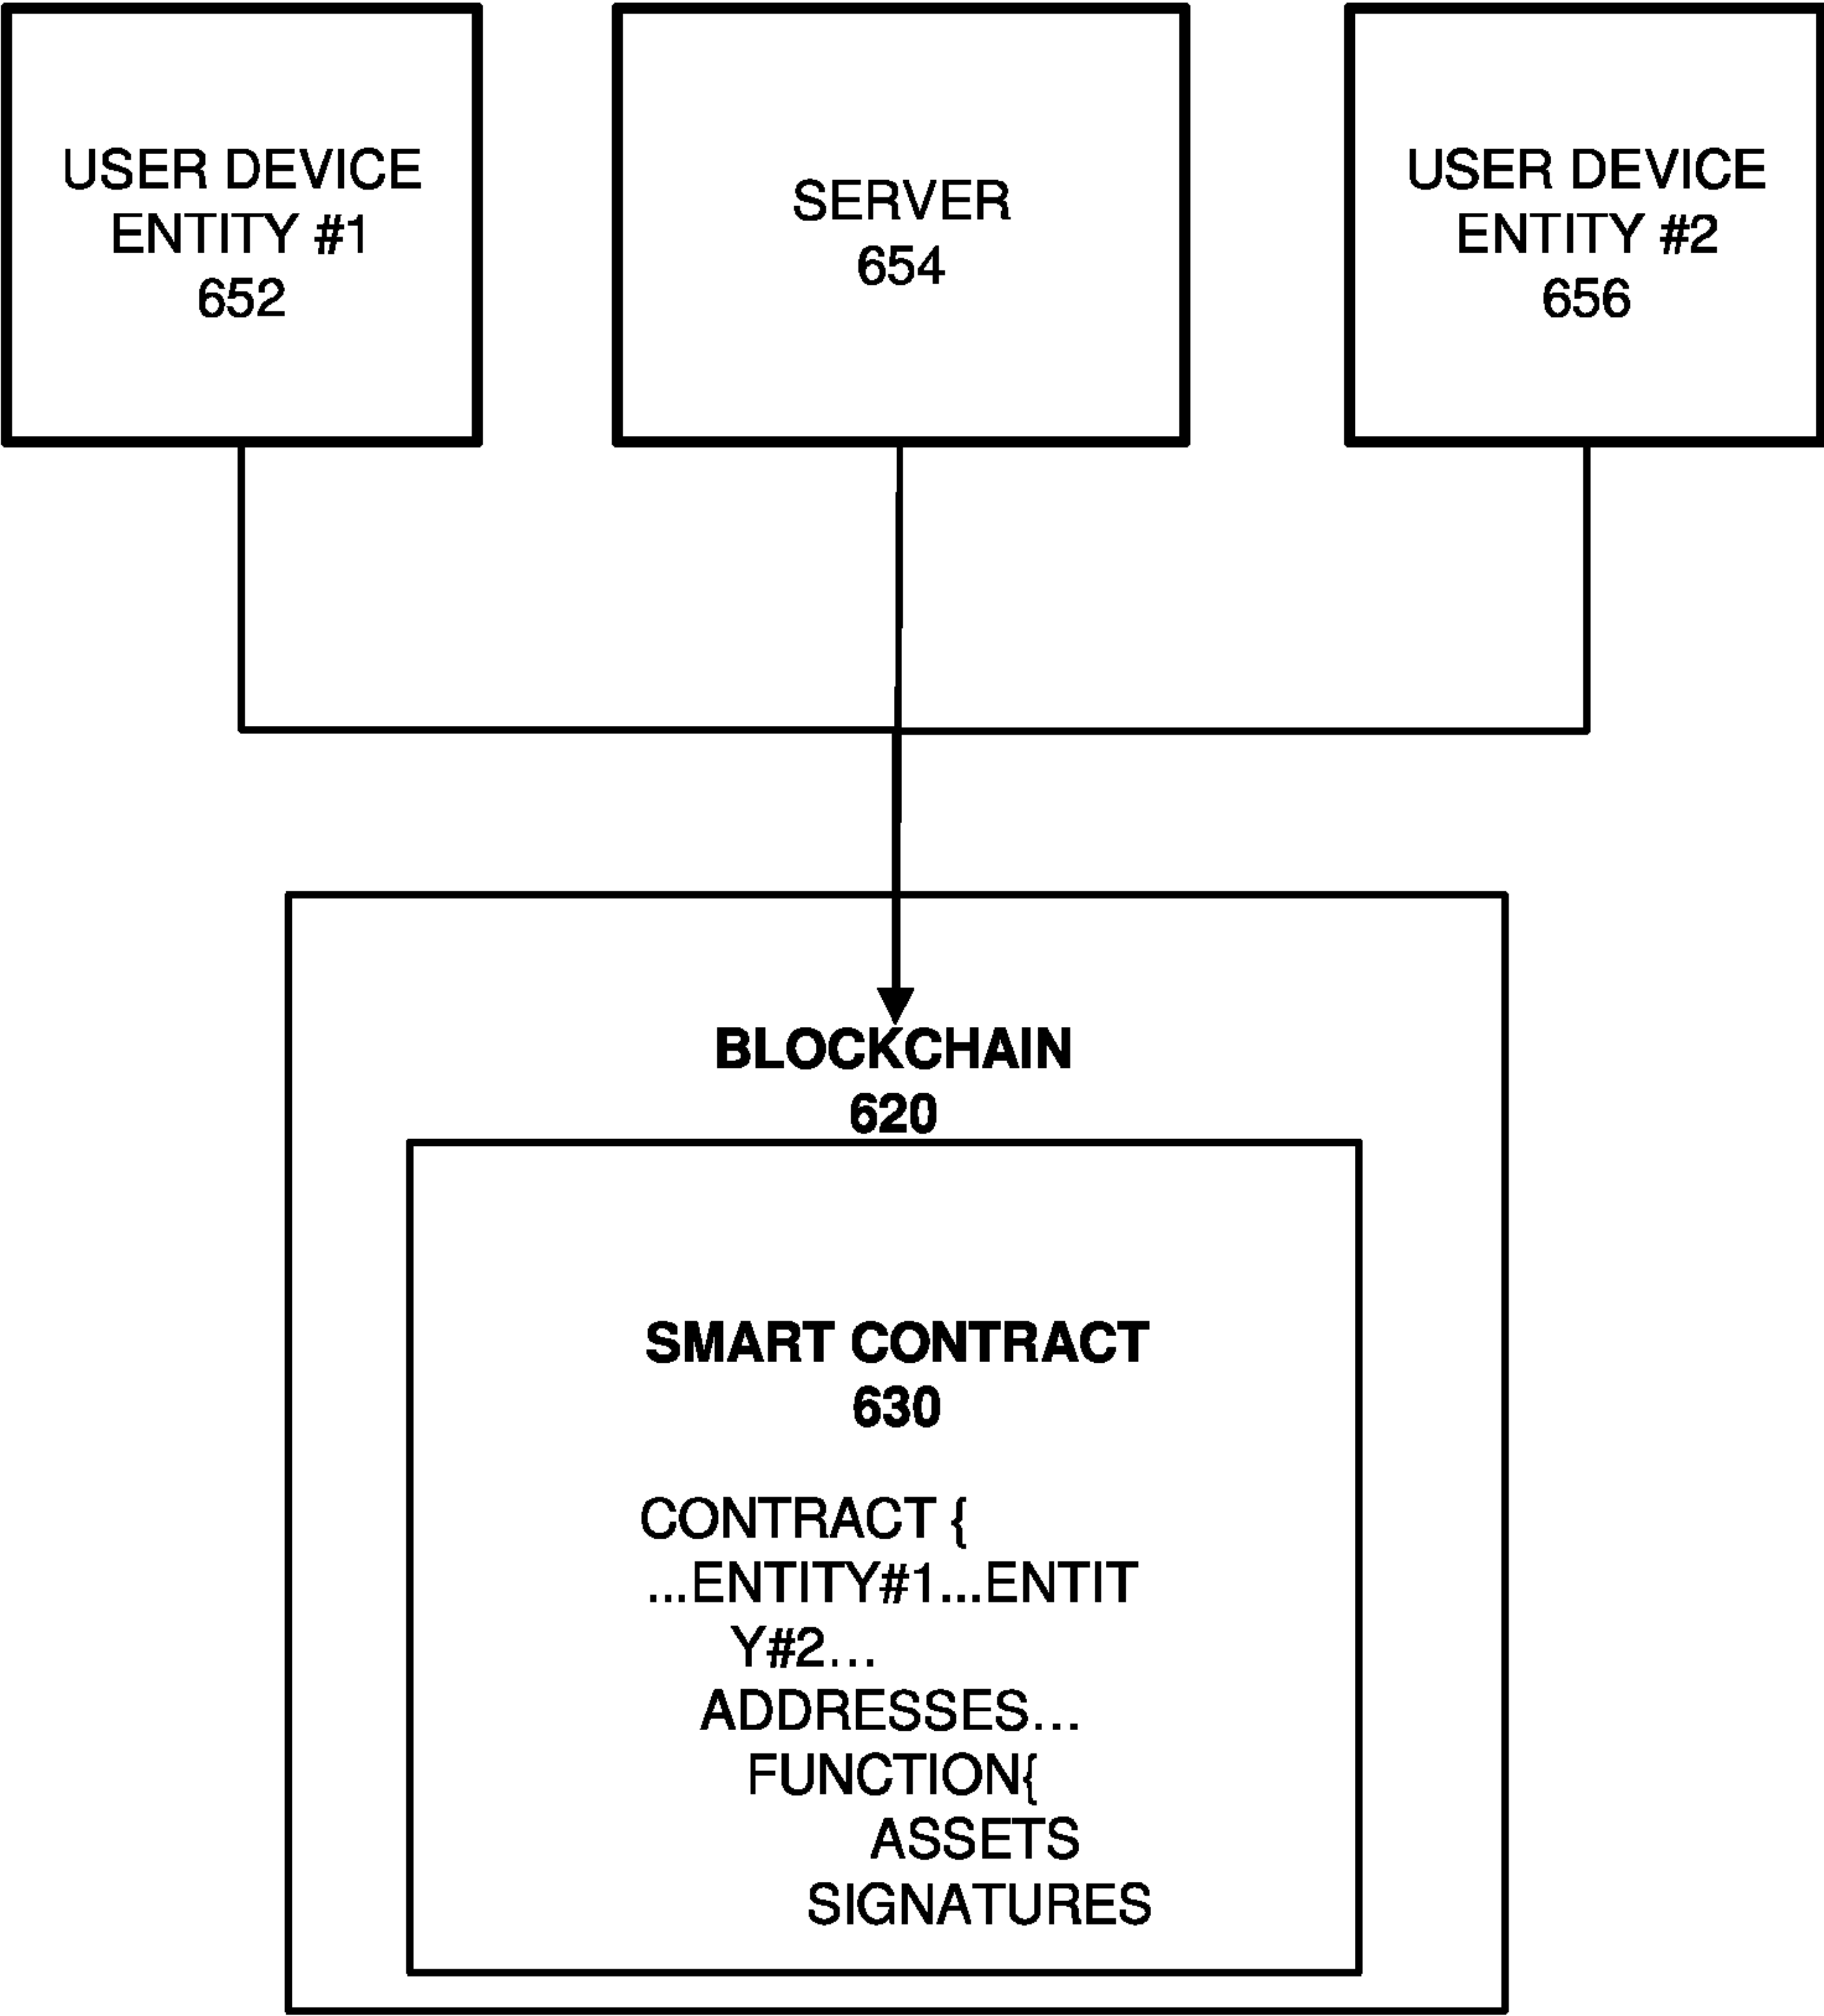 USER DEVICE
ENTITY #1
652
SERVER
654
USER DEVICE
ENTITY #2
656
BLOCKCHAIN
620
SMART CONTRACT
630
CONTRACT {
...ENTITY#1...ENTIT
Y#2...
ADDRESSES...
FUNCTION{
ASSETS
SIGNATURES